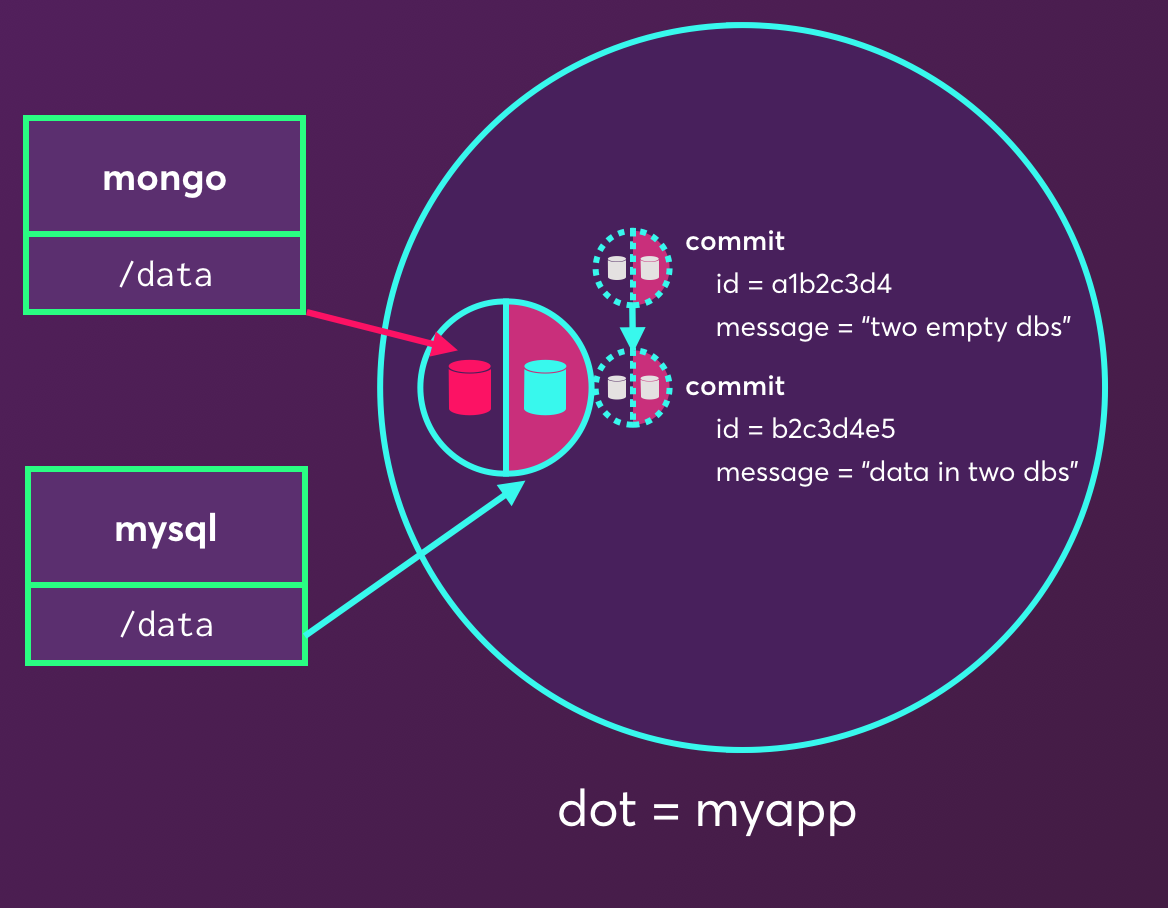 mongo
/data
mysql
/data
commit
id = a1b2c3d4
message = “two empty dbs”
commit
id = b2c3d4e5
message = “data in two dbs”
dot = myapp